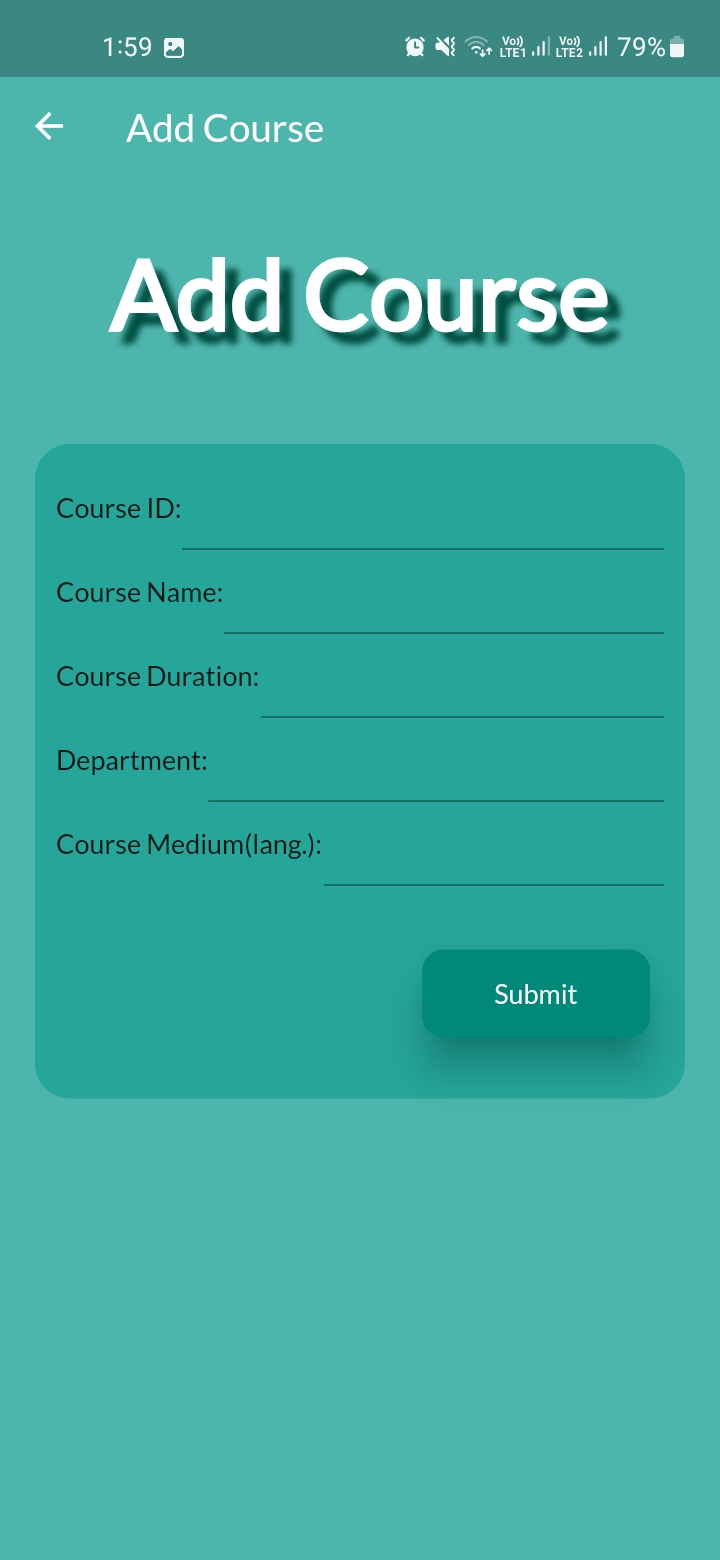 1:59 Vo)) LTE1 Vo)) LTE2 79%
Add Course
Add Course
Course ID:
Course Name:
Course Duration:
Department:
Course Medium(lang.):
Submit